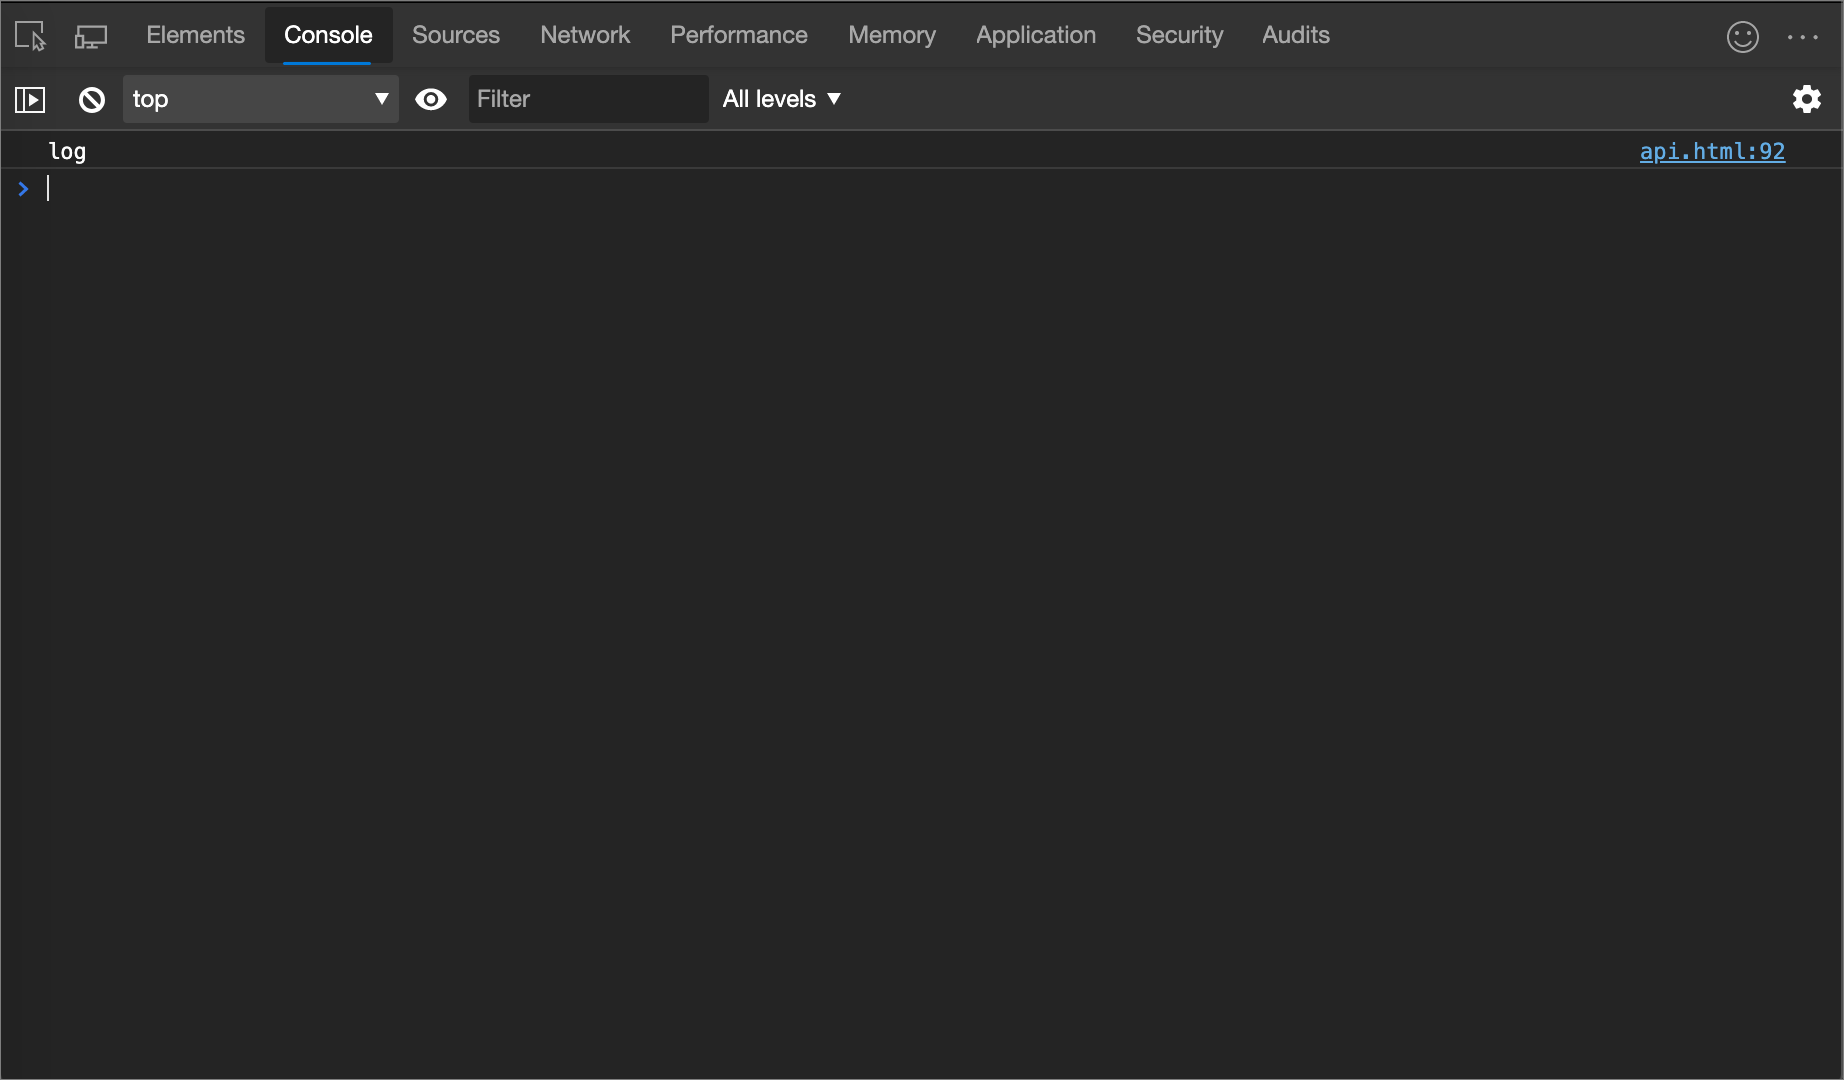 Elements Console Sources Network Performance Memory Application Security Audits
top Filter All levels
log api.html:92